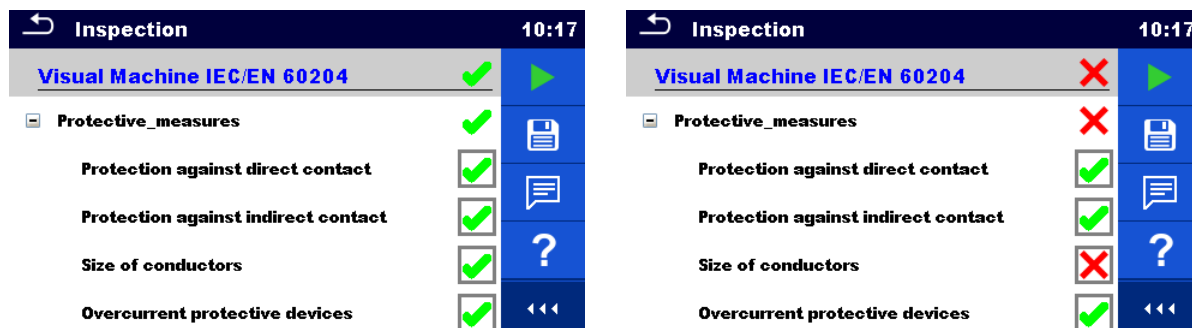 Inspection 10:17
Visual Machine IEC/EN 60204
Protective_measures
Protection against direct contact
Protection against indirect contact
Size of conductors
Overcurrent protective devices
?
Inspection 10:17
Visual Machine IEC/EN 60204
Protective_measures
Protection against direct contact
Protection against indirect contact
Size of conductors
Overcurrent protective devices
?